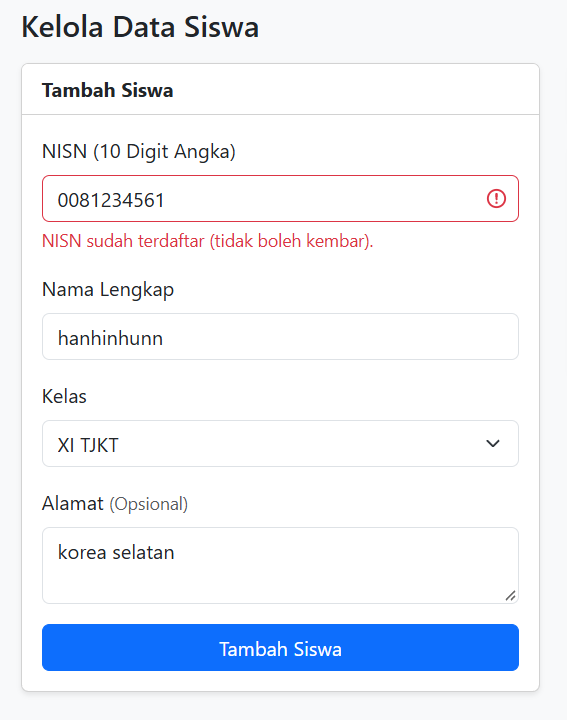 Kelola Data Siswa
Tambah Siswa
NISN (10 Digit Angka)
0081234561
NISN sudah terdaftar (tidak boleh kembar).
Nama Lengkap
hanhinhunn
Kelas
XI TJKT
Alamat (Opsional)
korea selatan
Tambah Siswa